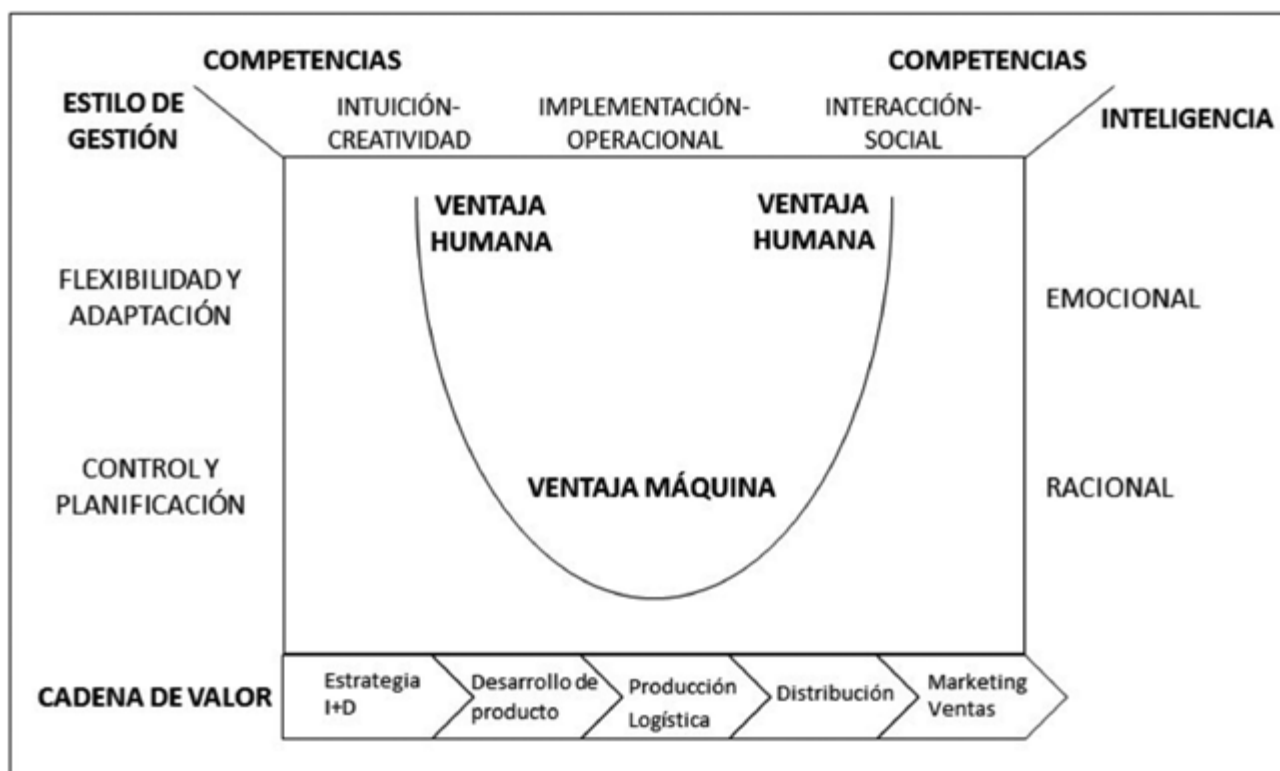 COMPETENCIAS
COMPETENCIAS
ESTILO DE
GESTIÓN
INTUICIÓN-
CREATIVIDAD
IMPLEMENTACIÓN-
OPERACIONAL
INTERACCIÓN-
SOCIAL
INTELIGENCIA
VENTAJA
HUMANA
VENTAJA
HUMANA
FLEXIBILIDAD Y
ADAPTACIÓN
EMOCIONAL
CONTROL Y
PLANIFICACIÓN
VENTAJA MÁQUINA
RACIONAL
CADENA DE VALOR
Estrategia
I+D
Desarrollo de
producto
Producción
Logística
Distribución
Marketing
Ventas